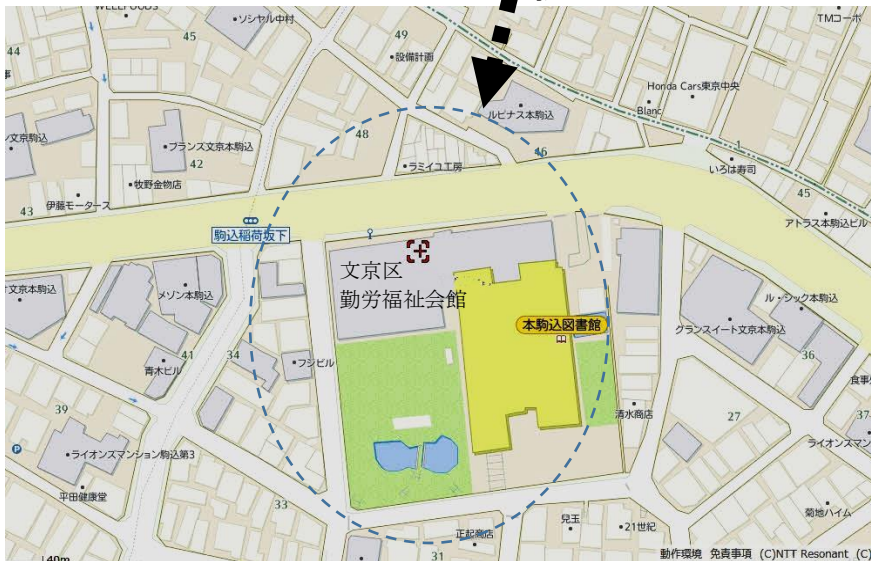 WELLFOODS
ソシャル中村
TMコーポ
45
49
44
設備計画
Honda Cars東京中央
Blanc
ルピナス本駒込
48
文京駒込
フランズ文京本駒込
42
ラミイユ工房
46
1
いろは寿司
牧野金物店
45
43
伊藤モータース
アトラス本駒込ビル
駒込稲荷坂下
文京区
勤労福祉会館
文京本駒込
メゾン本駒込
ル・シック本駒込
本駒込図書館
グランスイート文京本駒込
41
34
青木ビル
フジビル
36
食事
39
清水商店
27
37
ライオンズマンション駒込第3
ライオンズマン
平田健康堂
33
菊地ハイム
正起商店
児玉
21世紀
31
40m
動作環境 免責事項 (C)NTT Resonant (C)